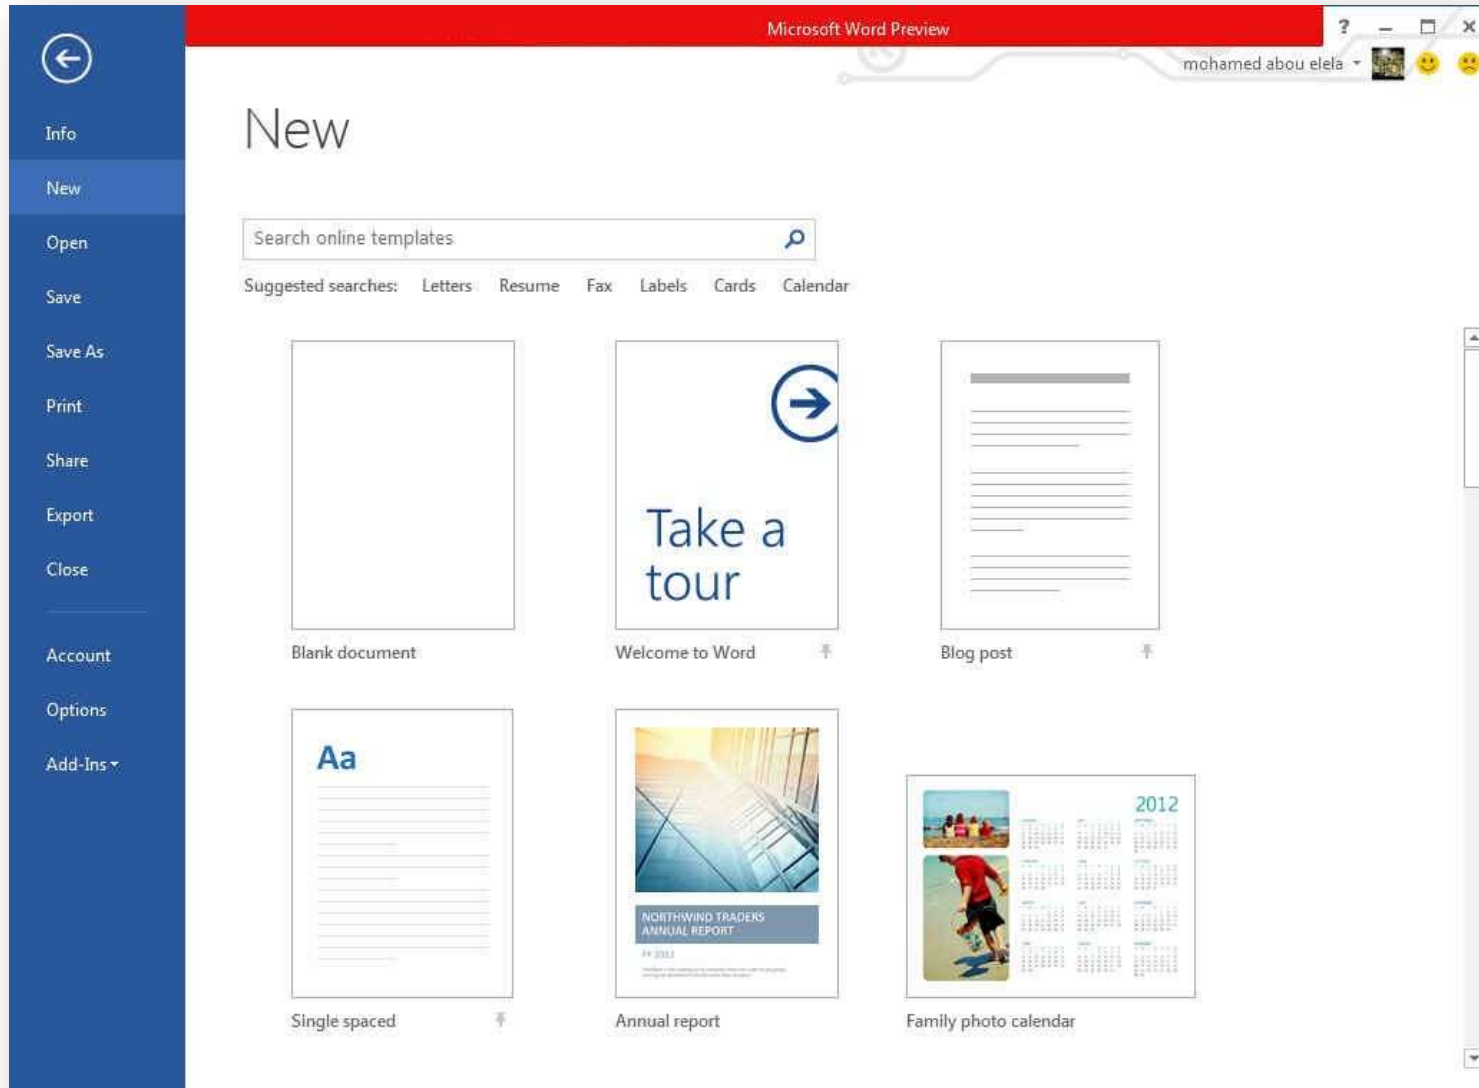 Microsoft Word Preview
?
mohamed abou elela
Info
New
Open
Save
Save As
Print
Share
Export
Close
Account
Options
Add-Ins
New
Search online templates
Suggested searches: Letters Resume Fax Labels Cards Calendar
Take a
tour
Blank document Welcome to Word Blog post
Aa
NORTHWIND TRADERS
ANNUAL REPORT
FY 2012
2012
Single spaced Annual report Family photo calendar